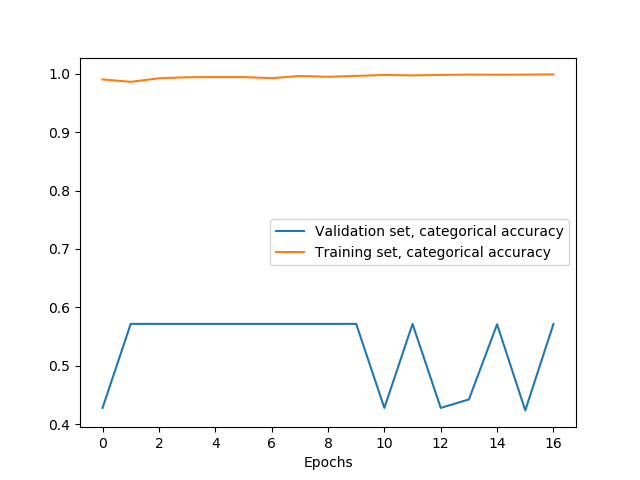 1.0
0.9
0.8
0.7
0.6
0.5
0.4
Validation set, categorical accuracy
Training set, categorical accuracy
0 2 4 6 8 10 12 14 16
Epochs